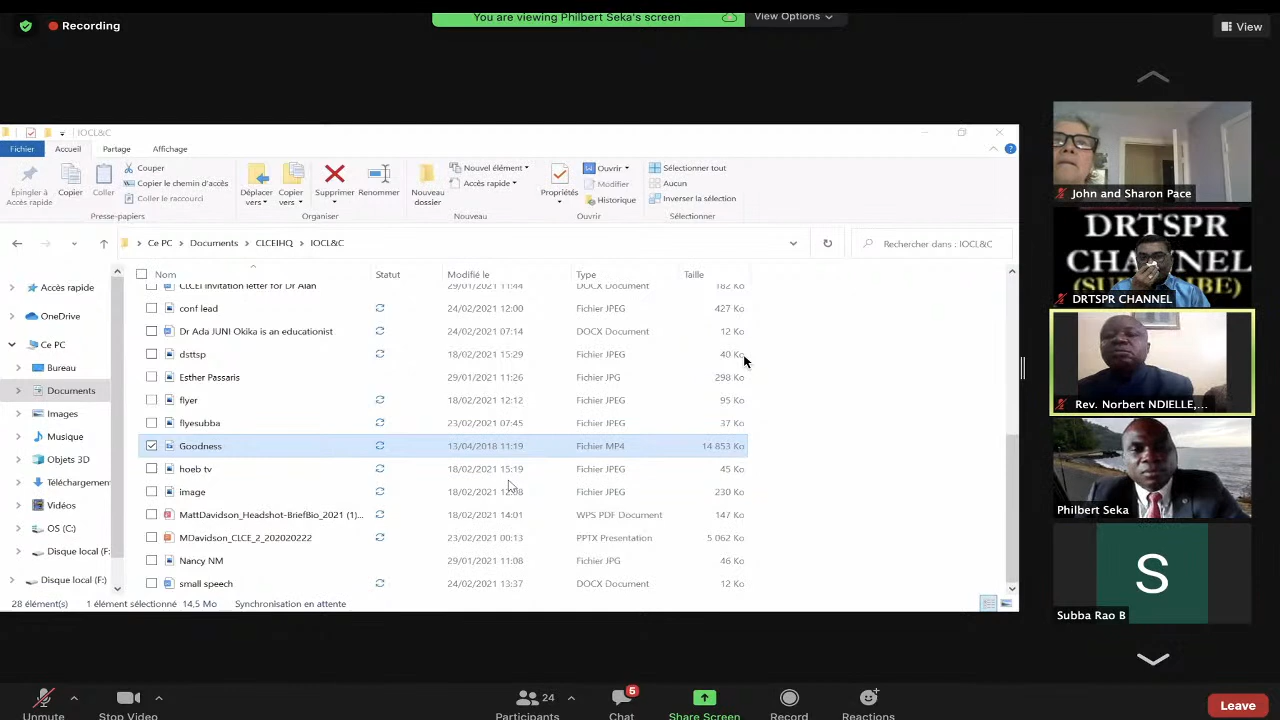 You are viewing Philbert Seka's screen
View Options
Recording
View
IOCL&C
Fichier
Accueil
Partage
Affichage
Épingler à
Accès rapide
Copier
Coller
Couper
Copier le chemin d'accès
Coller le raccourci
Presse-papiers
Déplacer
vers
Copier
vers
Supprimer
Renommer
Organiser
Nouveau
dossier
Nouvel élément
Accès rapide
Nouveau
Propriétés
Ouvrir
Modifier
Historique
Ouvrir
Sélectionner tout
Aucun
Inverser la sélection
Sélectionner
Ce PC > Documents > CLCEIHQ > IOCL&C
Rechercher dans : IOCL&C
Accès rapide
OneDrive
Ce PC
Bureau
Documents
Images
Musique
Objets 3D
Téléchargemen
Vidéos
OS (C:)
Disque local (F:
Disque local (F:)
Nom Statut Modifié le Type Taille
CLCEI invitation letter for Dr Alan 29/01/2021 11:44 DOCX Document 182 Ko
conf lead 24/02/2021 12:00 Fichier JPEG 427 Ko
Dr Ada JUNI Okika is an educationist 24/02/2021 07:14 DOCX Document 12 Ko
dsttsp 18/02/2021 15:29 Fichier JPEG 40 Ko
Esther Passaris 29/01/2021 11:26 Fichier JPG 298 Ko
flyer 18/02/2021 12:12 Fichier JPEG 95 Ko
flyesubba 23/02/2021 07:45 Fichier JPEG 37 Ko
Goodness 13/04/2018 11:19 Fichier MP4 14 853 Ko
hoeb tv 18/02/2021 15:19 Fichier JPEG 45 Ko
image 18/02/2021 Fichier JPEG 230 Ko
MattDavidson_Headshot-BriefBio_2021 (1)... 18/02/2021 14:01 WPS PDF Document 147 Ko
MDavidson_CLCE_2_202020222 23/02/2021 00:13 PPTX Presentation 5 062 Ko
Nancy NM 29/01/2021 11:08 Fichier JPG 46 Ko
small speech 24/02/2021 13:37 DOCX Document 12 Ko
28 élément(s) 1 élément sélectionné 14,5 Mo Synchronisation en attente
John and Sharon Pace
DRTSPR
CHANNEL
DRTSPR CHANNEL
Rev. Norbert NDIELLE,...
Philbert Seka
S
Subba Rao B
Unmute
Stop Video
24
Participants
6
Chat
Share Screen
Record
Reactions
Leave